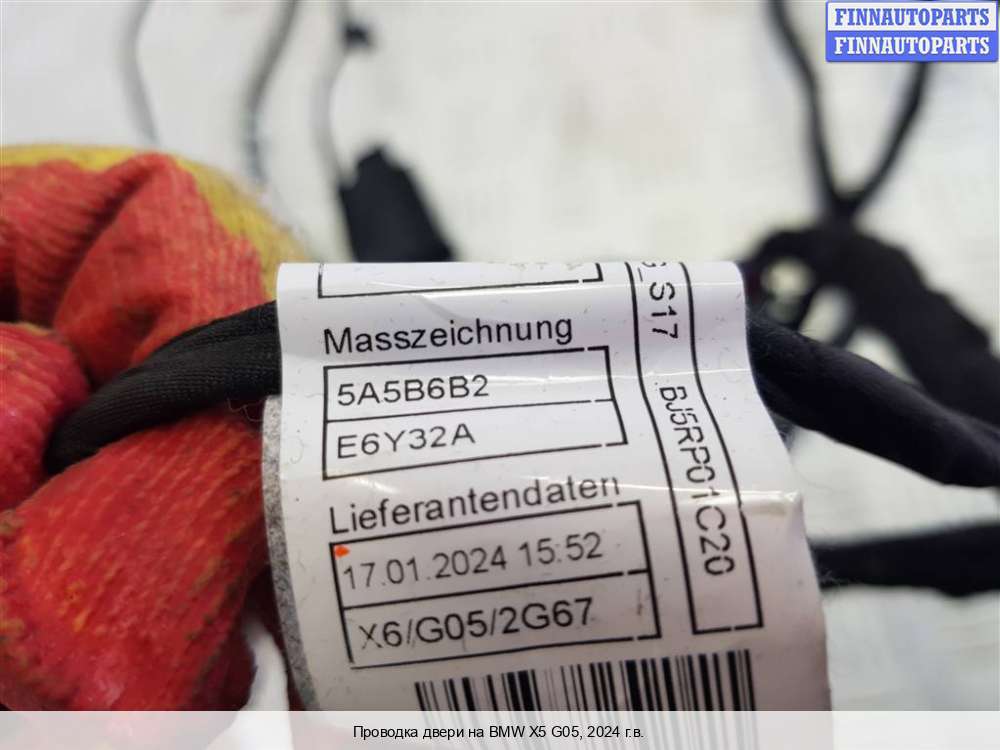 FINNAUTOPARTS
FINNAUTOPARTS
Masszeichnung
5A5B6B2
E6Y32A
Lieferantendaten
17.01.2024 15:52
X6/G05/2G67
_S17
BJ5RP01C20
Проводка двери на BMW X5 G05, 2024 г.в.